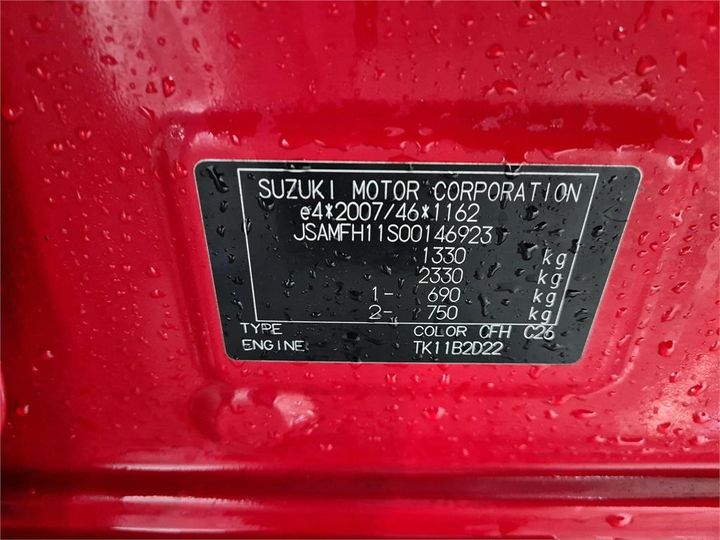 SUZUKI MOTOR CORPORATION
e4*2007/46*1162
JSAMFH11S00146923
1330 kg
2330 kg
1- 690 kg
2- 750 kg
TYPE COLOR CFH C26
ENGINE TK11B2D22